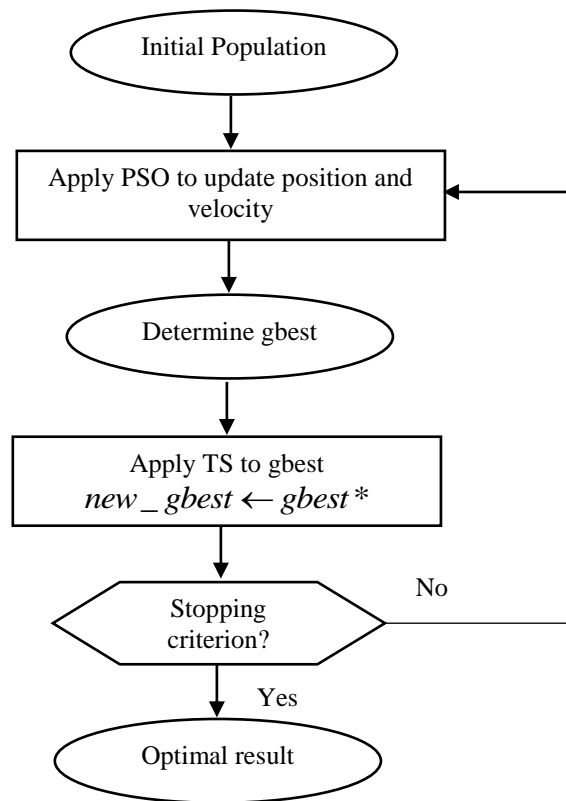 Initial Population
Apply PSO to update position and
velocity
Determine gbest
Apply TS to gbest
new_gbest ← gbest*
Stopping
criterion?
No
Yes
Optimal result